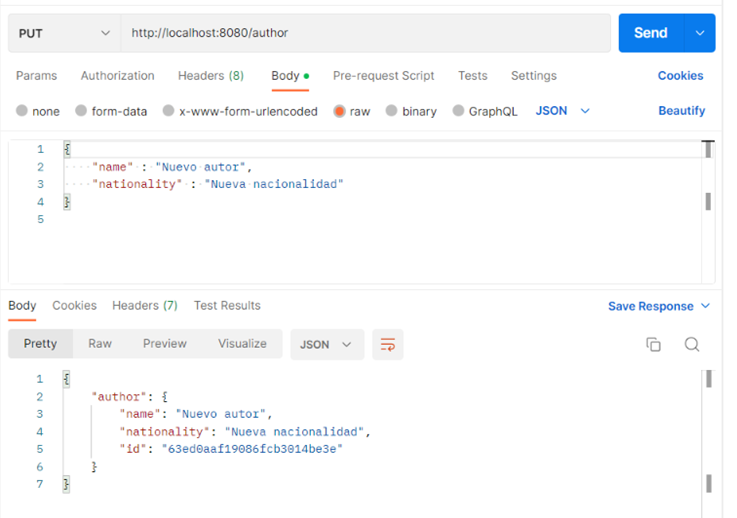 PUT http://localhost:8080/author Send
Params Authorization Headers (8) Body Pre-request Script Tests Settings Cookies
none form-data x-www-form-urlencoded raw binary GraphQL JSON Beautify
1 {
2 "name" : "Nuevo autor",
3 "nationality" : "Nueva nacionalidad"
4 }
5
Body Cookies Headers (7) Test Results Save Response
Pretty Raw Preview Visualize JSON
1 {
2 "author": {
3 "name": "Nuevo autor",
4 "nationality": "Nueva nacionalidad",
5 "id": "63ed0aaf19086fcb3014be3e"
6 }
7 }